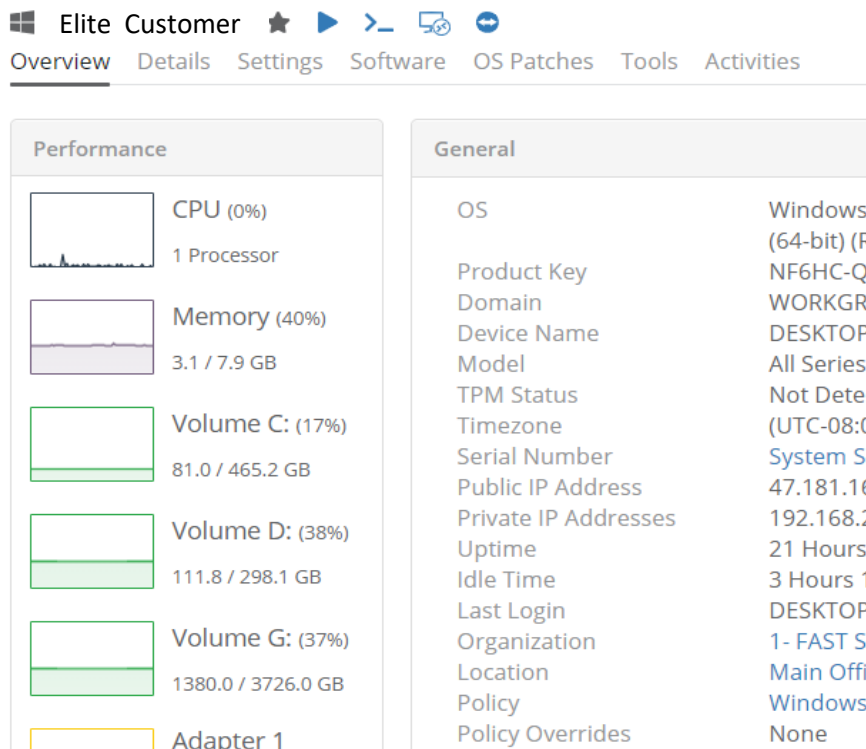 Elite Customer
Overview Details Settings Software OS Patches Tools Activities
Performance
CPU (0%)
1 Processor
Memory (40%)
3.1 / 7.9 GB
Volume C: (17%)
81.0 / 465.2 GB
Volume D: (38%)
111.8 / 298.1 GB
Volume G: (37%)
1380.0 / 3726.0 GB
Adapter 1
General
OS Windows
(64-bit)
Product Key NF6HC-Q
Domain WORKGR
Device Name DESKTOP
Model All Series
TPM Status Not Dete
Timezone (UTC-08:0
Serial Number System S
Public IP Address 47.181.16
Private IP Addresses 192.168.2
Uptime 21 Hours
Idle Time 3 Hours 1
Last Login DESKTOP
Organization 1- FAST S
Location Main Offi
Policy Windows
Policy Overrides None